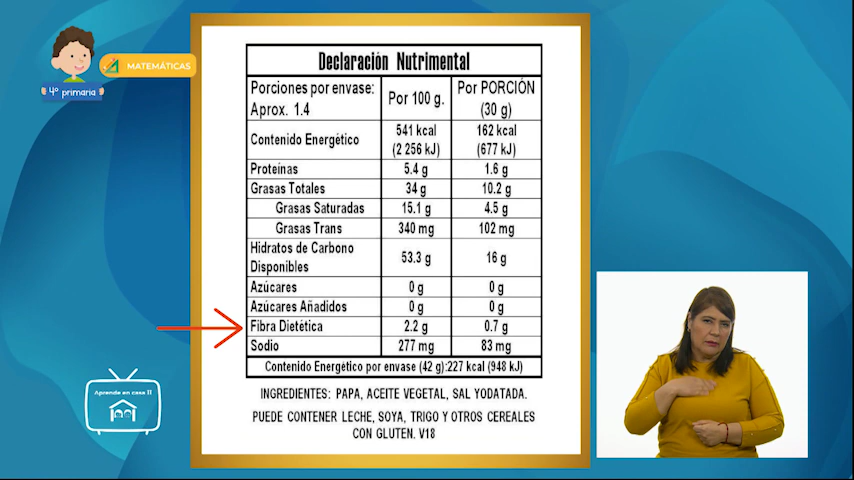 MATEMÁTICAS
4º primaria
Declaración Nutrimental
Porciones por envase: Aprox. 1.4
Por 100 g.
Por PORCIÓN (30 g)
Contenido Energético 541 kcal (2 256 kJ) 162 kcal (677 kJ)
Proteínas 5.4 g 1.6 g
Grasas Totales 34 g 10.2 g
Grasas Saturadas 15.1 g 4.5 g
Grasas Trans 340 mg 102 mg
Hidratos de Carbono Disponibles 53.3 g 16 g
Azúcares 0 g 0 g
Azúcares Añadidos 0 g 0 g
Fibra Dietética 2.2 g 0.7 g
Sodio 277 mg 83 mg
Contenido Energético por envase (42 g):227 kcal (948 kJ)
INGREDIENTES: PAPA, ACEITE VEGETAL, SAL YODATADA.
PUEDE CONTENER LECHE, SOYA, TRIGO Y OTROS CEREALES
CON GLUTEN. V18
Aprende en casa II